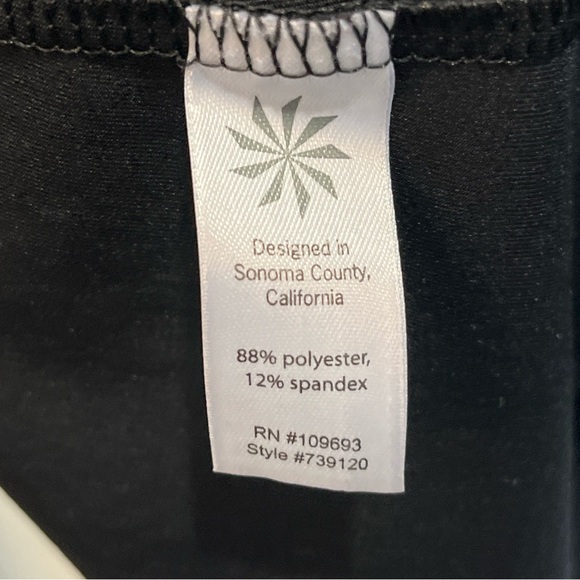 Designed in
Sonoma County,
California
88% polyester,
12% spandex
RN #109693
Style #739120